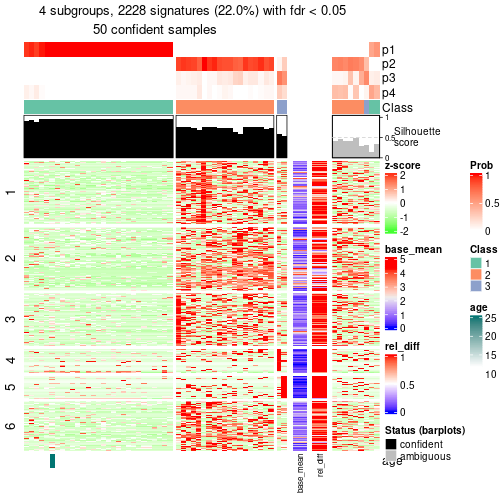 4 subgroups, 2228 signatures (22.0%) with fdr < 0.05
50 confident samples
p1
p2
p3
p4
Class
1
0.5
0
Silhouette
score
1
2
3
4
5
6
z-score
2
1
0
-1
-2
base_mean
5
4
3
2
1
0
rel_diff
1
0.5
0
Status (barplots)
confident
ambiguous
Prob
1
0.5
0
Class
1
2
3
age
25
20
15
10
base_mean
rel_diff
age